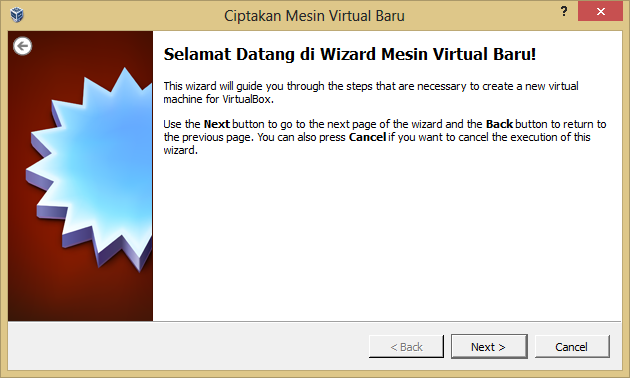 Ciptakan Mesin Virtual Baru
?
Selamat Datang di Wizard Mesin Virtual Baru!
This wizard will guide you through the steps that are necessary to create a new virtual
machine for VirtualBox.
Use the Next button to go to the next page of the wizard and the Back button to return to
the previous page. You can also press Cancel if you want to cancel the execution of this
wizard.
< Back
Next >
Cancel